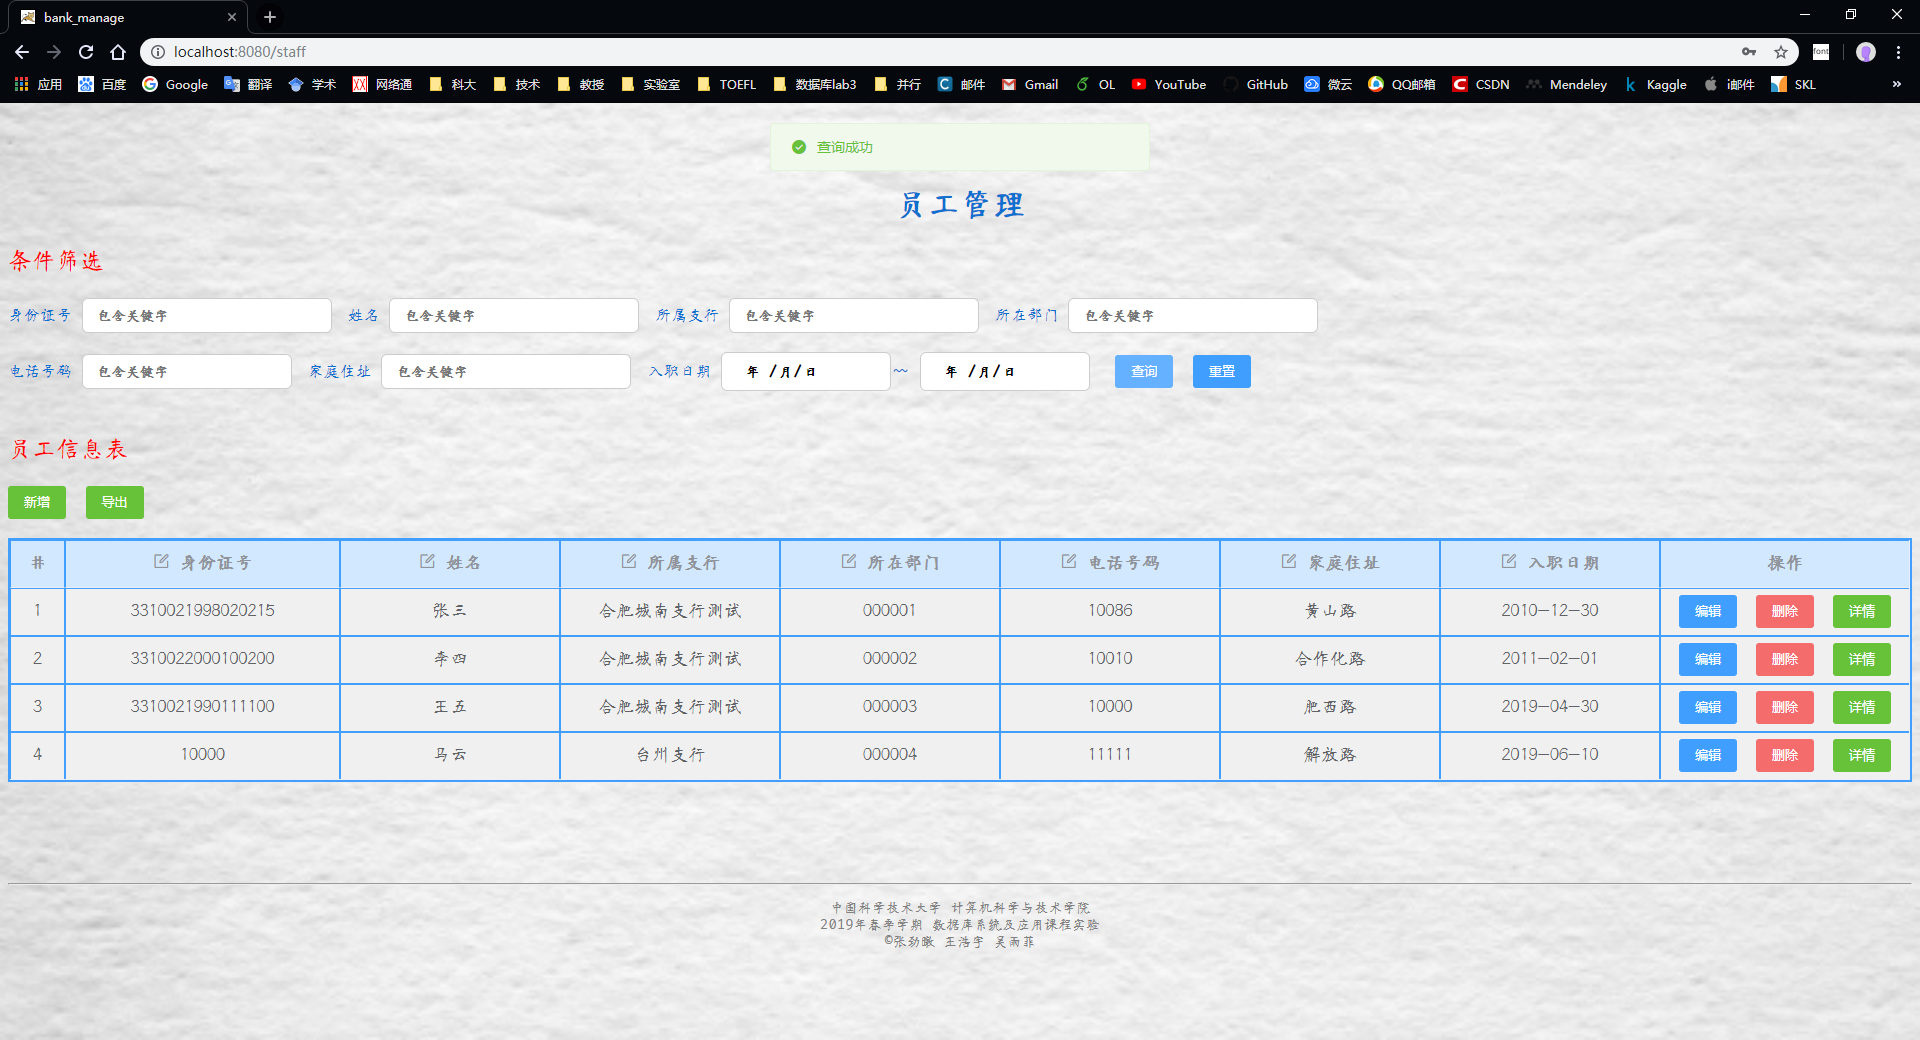 bank_manage
localhost:8080/staff
font
应用 百度 Google 翻译 学术 网络通 科大 技术 教授 实验室 TOEFL 数据库lab3 并行 邮件 Gmail OL YouTube GitHub 微云 QQ邮箱 CSDN Mendeley Kaggle i邮件 SKL »
查询成功
员工管理
条件筛选
身份证号 包含关键字 姓名 包含关键字 所属支行 包含关键字 所在部门 包含关键字
电话号码 包含关键字 家庭住址 包含关键字 入职日期 年 /月/日 ~~ 年 /月/日 查询 重置
员工信息表
新增 导出
# 身份证号 姓名 所属支行 所在部门 电话号码 家庭住址 入职日期 操作
1 3310021998020215 张三 合肥城南支行测试 000001 10086 黄山路 2010-12-30 编辑 删除 详情
2 3310022000100200 李四 合肥城南支行测试 000002 10010 合作化路 2011-02-01 编辑 删除 详情
3 3310021990111100 王五 合肥城南支行测试 000003 10000 肥西路 2019-04-30 编辑 删除 详情
4 10000 马云 台州支行 000004 11111 解放路 2019-06-10 编辑 删除 详情
中国科学技术大学 计算机科学与技术学院
2019年春季学期 数据库系统及应用课程实验
©张劲暾 王浩宇 吴雨菲